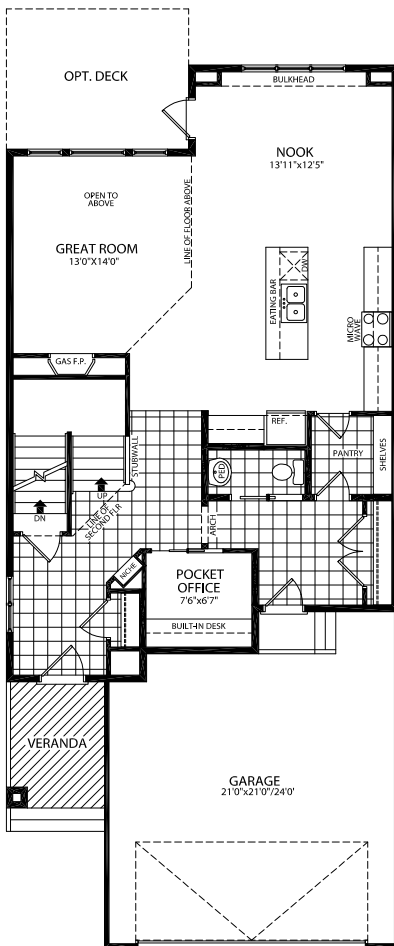 OPT. DECK
BULKHEAD
NOOK
13'11"x12'5"
OPEN TO
ABOVE
LINE OF FLOOR ABOVE
GREAT ROOM
13'0"X14'0"
DW
EATING BAR
MICRO
WAVE
GAS F.P.
REF.
STUBWALL
PANTRY
SHELVES
PED
UP
DN
LINE OF
SECOND FLR
ARCH
NICHE
POCKET
OFFICE
7'6"x6'7"
BUILT-IN DESK
VERANDA
GARAGE
21'0"x21'0"/24'0'